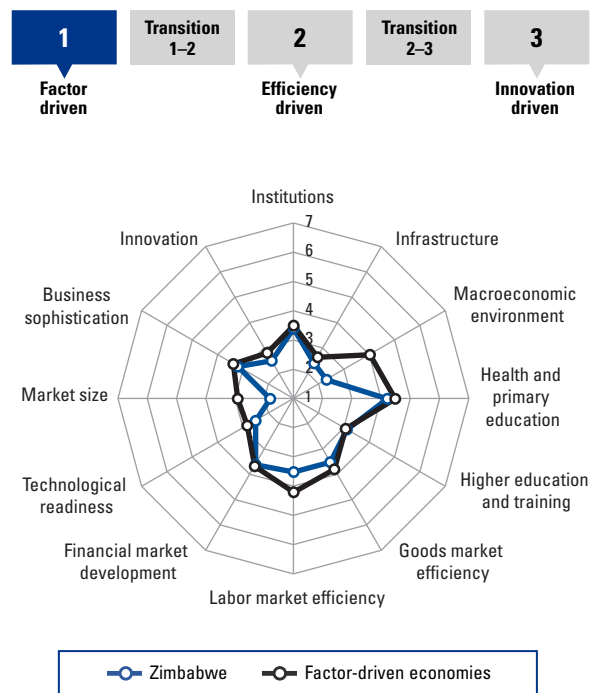 1
Transition
1–2
2
Transition
2–3
3
Factor
driven
Efficiency
driven
Innovation
driven
Institutions
7
Innovation
Infrastructure
6
5
Business
sophistication
Macroeconomic
environment
4
3
2
Market size
1
Health and
primary
education
Technological
readiness
Higher education
and training
Financial market
development
Goods market
efficiency
Labor market efficiency
Zimbabwe
Factor-driven economies